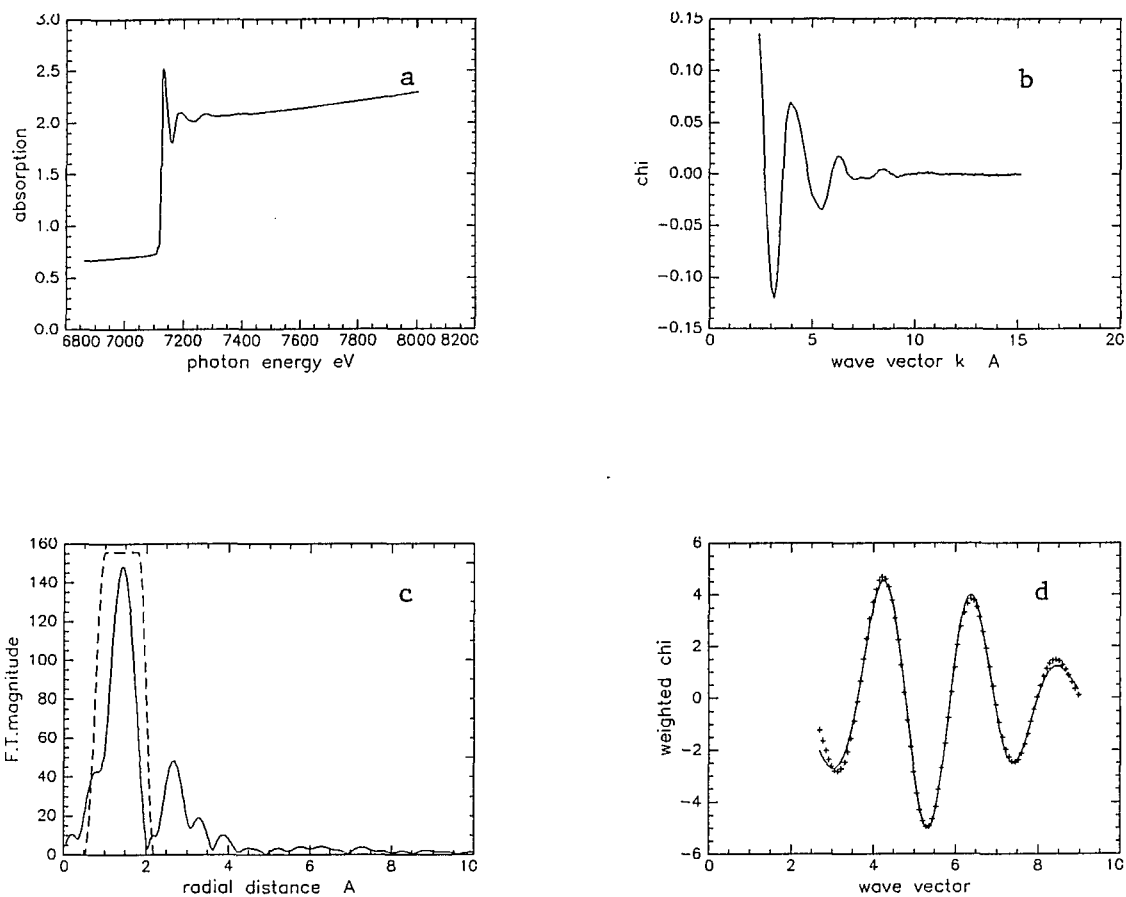 3.0
2.5
2.0
1.5
1.0
0.5
0.0
absorption
a
6800 7000 7200 7400 7600 7800 8000 8200
photon energy eV
0.15
0.10
0.05
0.00
−0.05
−0.10
−0.15
chi
b
0 5 10 15 20
wave vector k A
160
140
120
100
80
60
40
20
0
F.T.magnitude
c
0 2 4 6 8 10
radial distance A
6
4
2
0
−2
−4
−6
weighted chi
d
0 2 4 6 8 10
wave vector